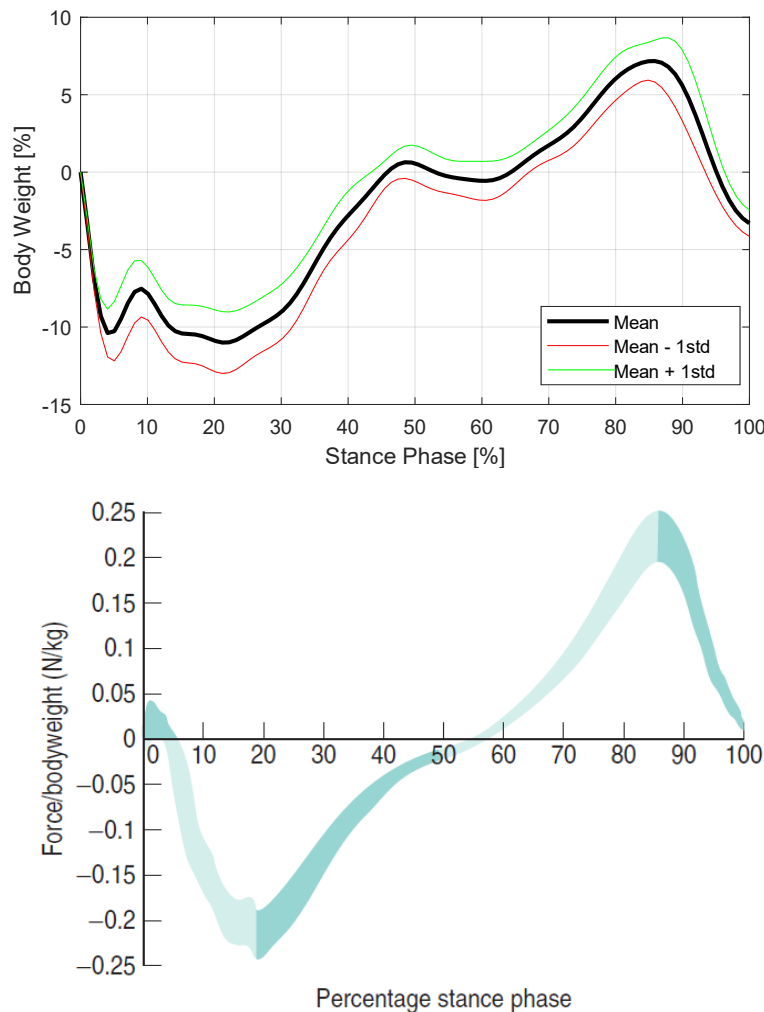 10
5
0
-5
-10
-15
Body Weight [%]
0 10 20 30 40 50 60 70 80 90 100
Stance Phase [%]
Mean
Mean - 1std
Mean + 1std
0.25
0.2
0.15
0.1
0.05
0
−0.05
−0.1
−0.15
−0.2
−0.25
Force/bodyweight (N/kg)
0 10 20 30 40 50 60 70 80 90 100
Percentage stance phase